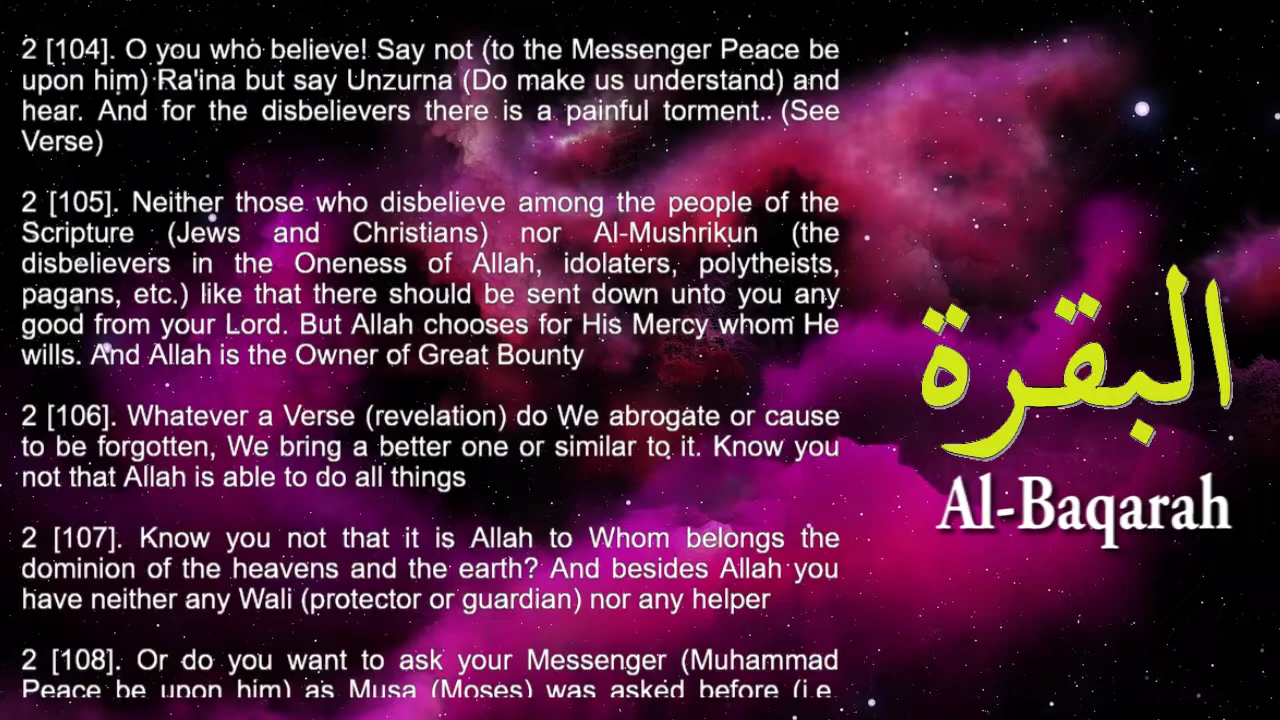 2 [104]. O you who believe! Say not (to the Messenger Peace be
upon him) Ra'ina but say Unzurna (Do make us understand) and
hear. And for the disbelievers there is a painful torment.. (See
Verse)
2 [105]. Neither those who disbelieve among the people of the
Scripture (Jews and Christians) nor Al-Mushrikun (the
disbelievers in the Oneness of Allah, idolaters, polytheists,
pagans, etc.) like that there should be sent down unto you any
good from your Lord. But Allah chooses for His Mercy whom He
wills. And Allah is the Owner of Great Bounty
2 [106]. Whatever a Verse (revelation) do We abrogate or cause
to be forgotten, We bring a better one or similar to it. Know you
not that Allah is able to do all things
2 [107]. Know you not that it is Allah to Whom belongs the
dominion of the heavens and the earth? And besides Allah you
have neither any Wali (protector or guardian) nor any helper
2 [108]. Or do you want to ask your Messenger (Muhammad
Peace be upon him) as Musa (Moses) was asked before (i.e.
البقرة
Al-Baqarah